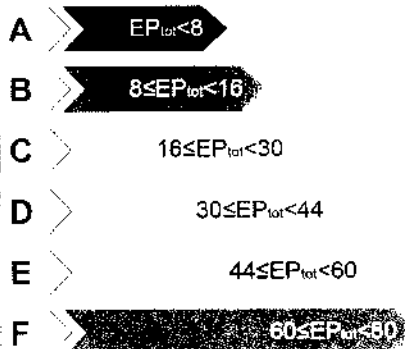 A EPtot<8
B 8≤EPtot<16
C 16≤EPtot<30
D 30≤EPtot<44
E 44≤EPtot<60
F 60≤EPtot<80